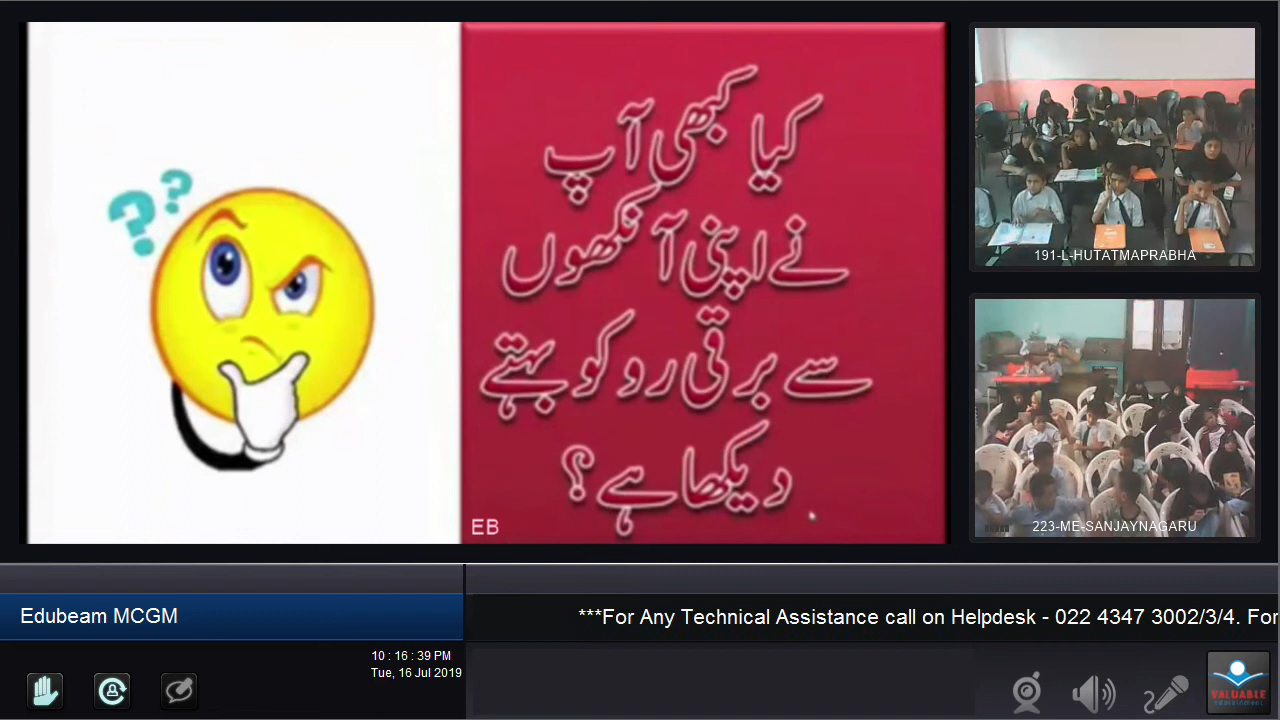 ? ?
کیا کبھی آپ
نے اپنی آنکھوں
سے برقی رو کو بہتے
دیکھا ہے؟
EB
191-L-HUTATMAPRABHA
223-ME-SANJAYNAGARU
Edubeam MCGM
***For Any Technical Assistance call on Helpdesk - 022 4347 3002/3/4. For
10 : 16 : 39 PM
Tue, 16 Jul 2019
VALUABLE